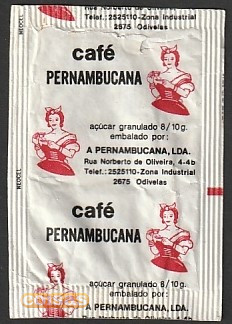 Rua Norberto de Oliveira, 4-4b
Telef.: 2525110-Zona Industrial
2675 Odivelas
NEOCEL
café
PERNAMBUCANA
açúcar granulado 8/10g.
embalado por:
A PERNAMBUCANA, LDA.
Rua Norberto de Oliveira, 4-4b
Telef.: 2525110-Zona Industrial
2675 Odivelas
NEOCEL
café
PERNAMBUCANA
açúcar granulado 8/10g.
embalado por:
A PERNAMBUCANA, LDA.